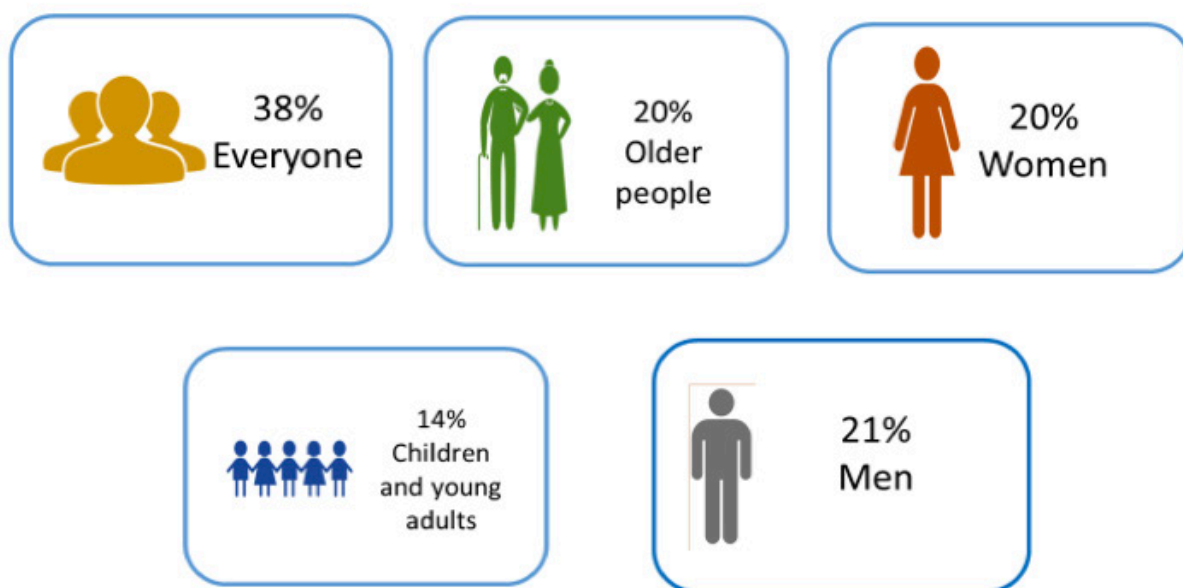 38%
Everyone
20%
Older
people
20%
Women
14%
Children
and young
adults
21%
Men